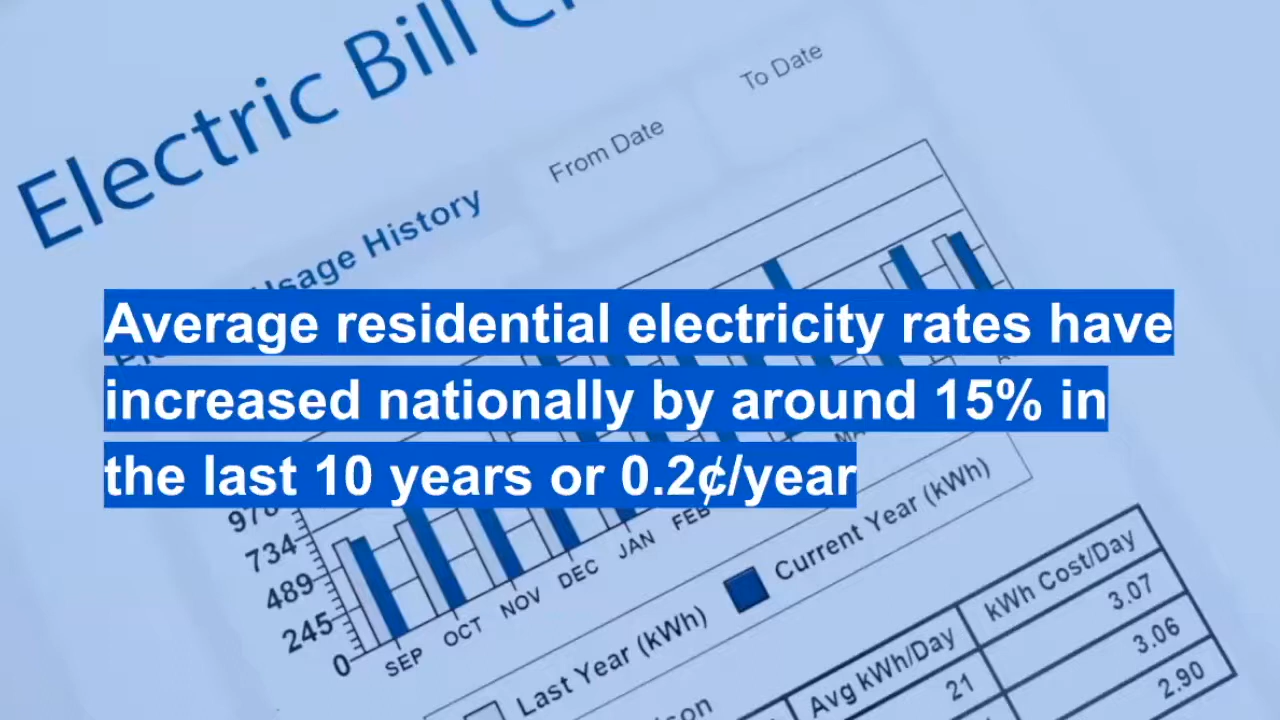 Electric Bill
To Date
From Date
Usage History
Average residential electricity rates have
increased nationally by around 15% in
the last 10 years or 0.2¢/year
734
489
245
0
SEP
OCT
NOV
DEC
JAN
FEB
Last Year (kWh)
Current Year (kWh)
Avg kWh/Day
kWh Cost/Day
21
3.07
3.06
2.90